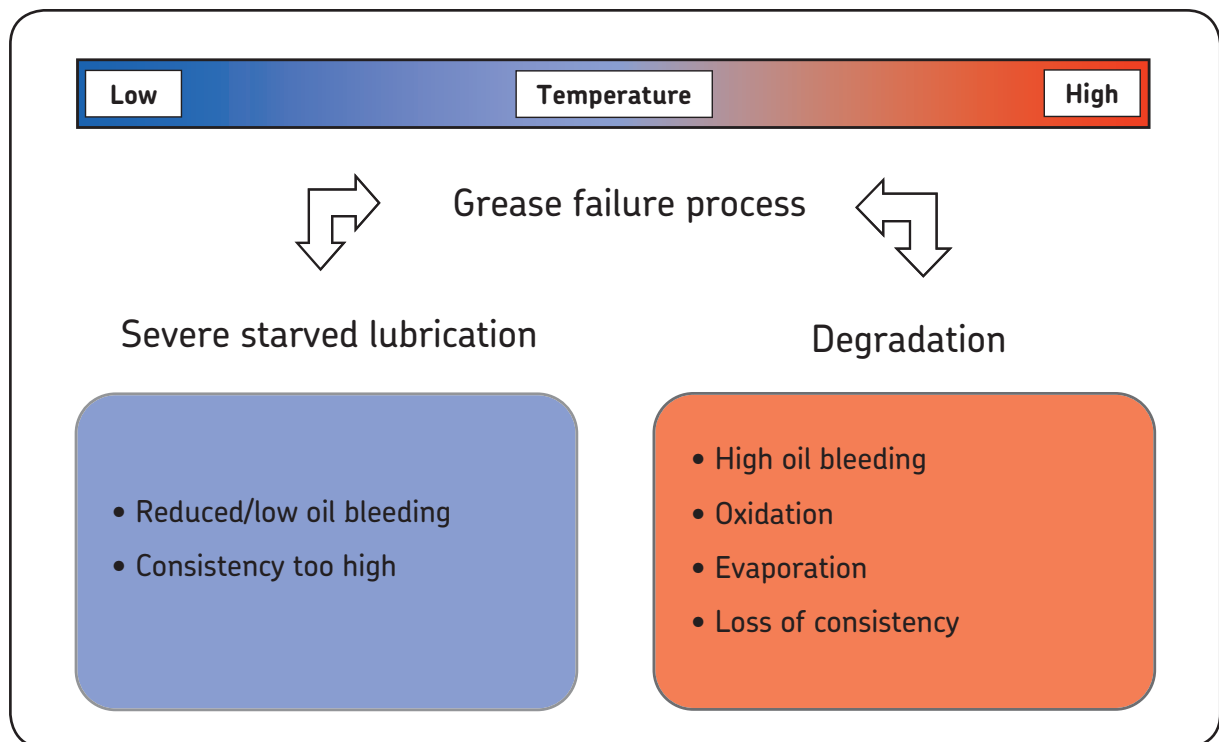 Low
Temperature
High
Grease failure process
Severe starved lubrication
Degradation
• Reduced/low oil bleeding
• Consistency too high
• High oil bleeding
• Oxidation
• Evaporation
• Loss of consistency